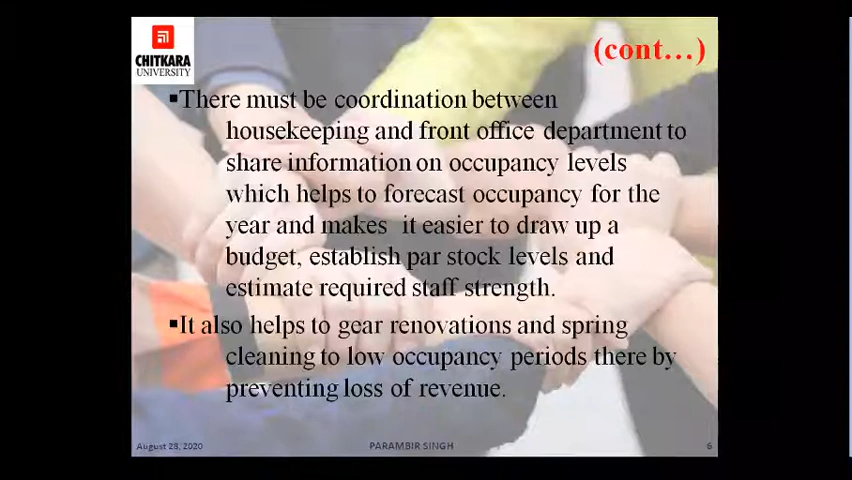 CHITKARA
UNIVERSITY
(cont...)
▪There must be coordination between
housekeeping and front office department to
share information on occupancy levels
which helps to forecast occupancy for the
year and makes it easier to draw up a
budget, establish par stock levels and
estimate required staff strength.
▪It also helps to gear renovations and spring
cleaning to low occupancy periods there by
preventing loss of revenue.
August 28, 2020 PARAMBIR SINGH 6